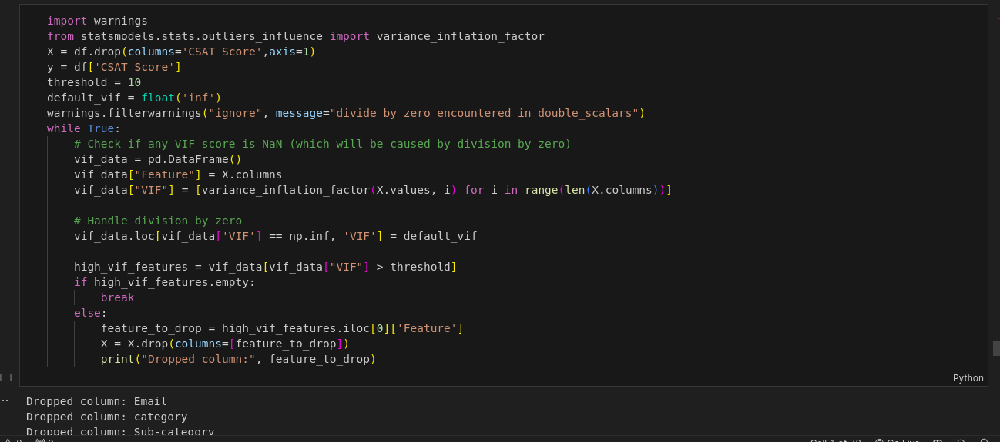 import warnings
from statsmodels.stats.outliers_influence import variance_inflation_factor
X = df.drop(columns='CSAT Score',axis=1)
y = df['CSAT Score']
threshold = 10
default_vif = float('inf')
warnings.filterwarnings("ignore", message="divide by zero encountered in double_scalars")
while True:
    # Check if any VIF score is NaN (which will be caused by division by zero)
    vif_data = pd.DataFrame()
    vif_data["Feature"] = X.columns
    vif_data["VIF"] = [variance_inflation_factor(X.values, i) for i in range(len(X.columns))]
    # Handle division by zero
    vif_data.loc[vif_data['VIF'] == np.inf, 'VIF'] = default_vif
    high_vif_features = vif_data[vif_data["VIF"] > threshold]
    if high_vif_features.empty:
        break
    else:
        feature_to_drop = high_vif_features.iloc[0]['Feature']
        X = X.drop(columns=[feature_to_drop])
        print("Dropped column:", feature_to_drop)
[ ]
Python
Dropped column: Email
Dropped column: category
Dropped column: Sub-category